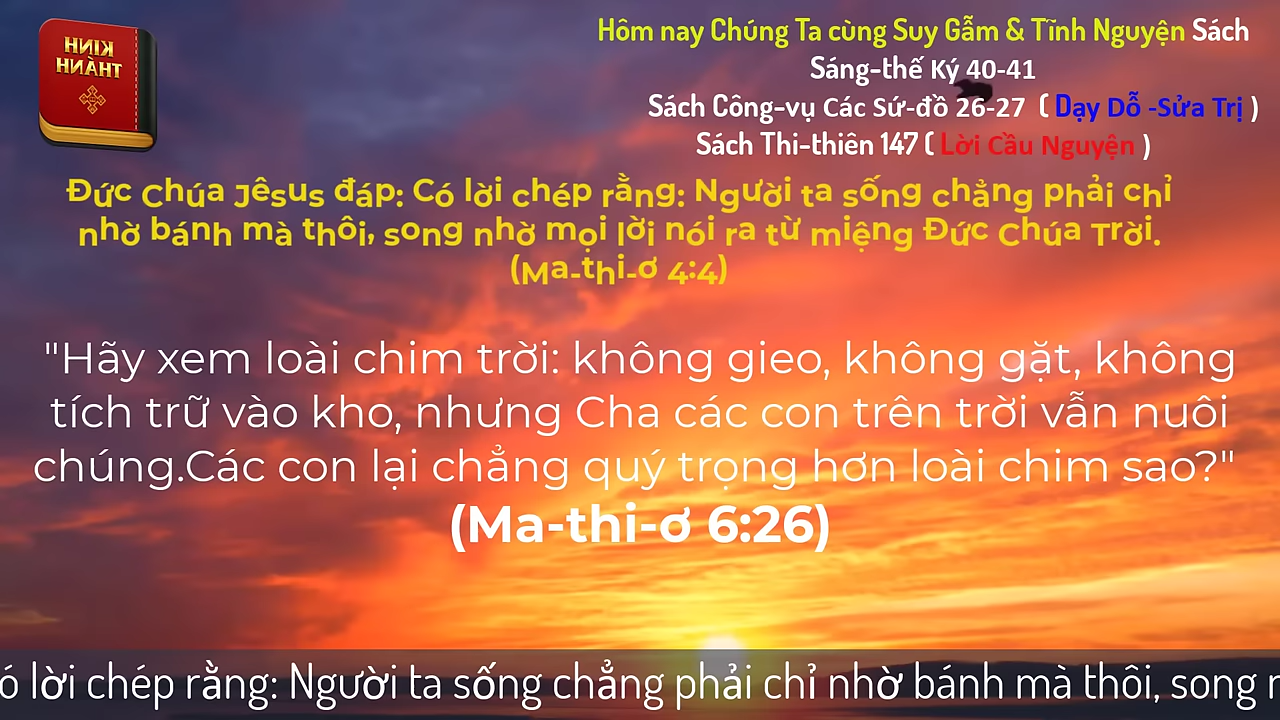 KINH
THÀNH
Hôm nay Chúng Ta cùng Suy Gẫm & Tĩnh Nguyện Sách
Sáng-thế Ký 40-41
Sách Công-vụ Các Sứ-đồ 26-27 ( Dạy Dỗ -Sửa Trị )
Sách Thi-thiên 147 ( Lời Cầu Nguyện )
Đức Chúa Jêsus đáp: Có lời chép rằng: Người ta sống chẳng phải chỉ
nhờ bánh mà thôi, song nhờ mọi lời nói ra từ miệng Đức Chúa Trời.
(Ma-thi-ơ 4:4)
"Hãy xem loài chim trời: không gieo, không gặt, không
tích trữ vào kho, nhưng Cha các con trên trời vẫn nuôi
chúng.Các con lại chẳng quý trọng hơn loài chim sao?"
(Ma-thi-ơ 6:26)
ó lời chép rằng: Người ta sống chẳng phải chỉ nhờ bánh mà thôi, song